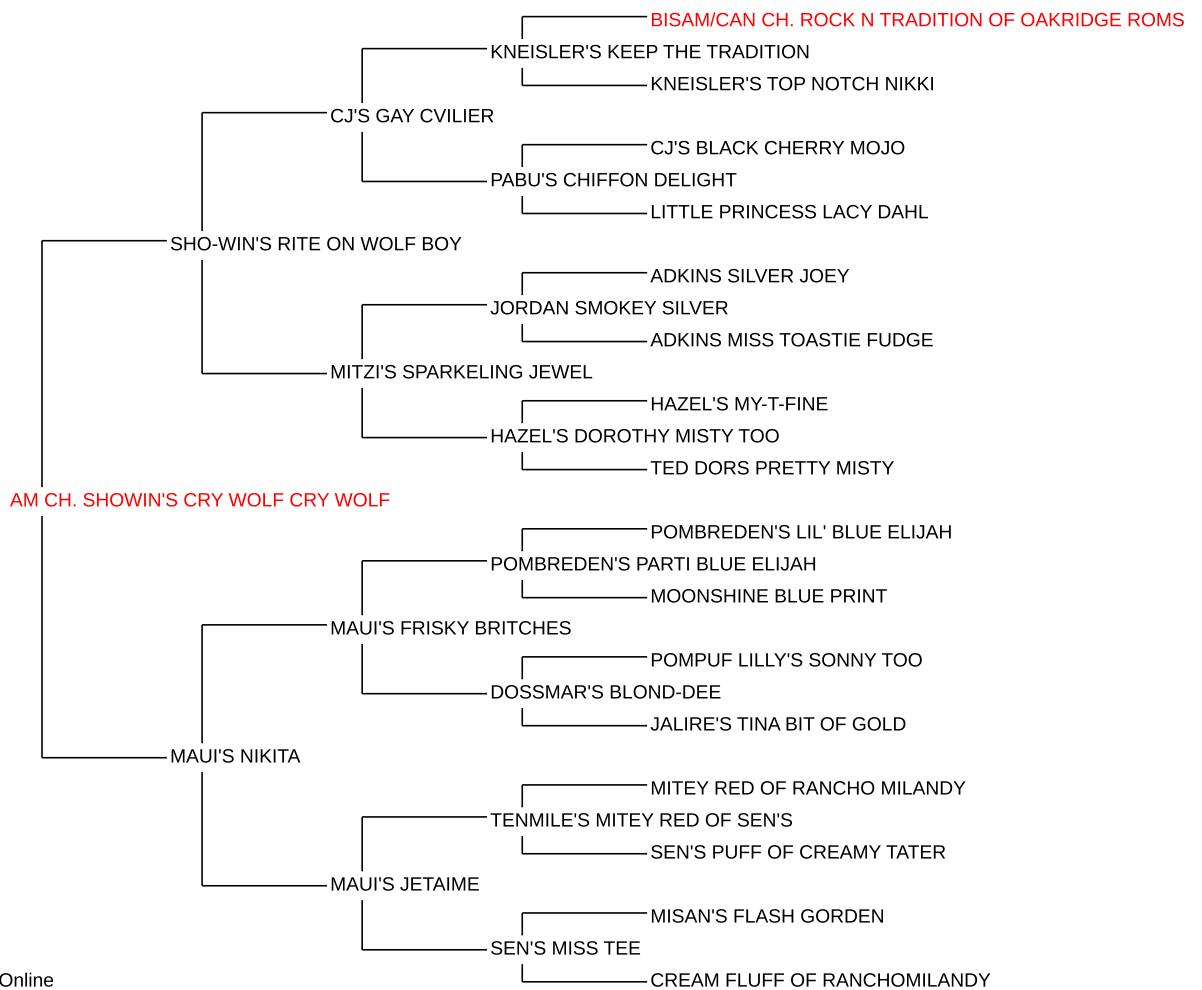 BISAM/CAN CH. ROCK N TRADITION OF OAKRIDGE ROMS
KNEISLER'S KEEP THE TRADITION
KNEISLER'S TOP NOTCH NIKKI
CJ'S GAY CVILIER
CJ'S BLACK CHERRY MOJO
PABU'S CHIFFON DELIGHT
LITTLE PRINCESS LACY DAHL
SHO-WIN'S RITE ON WOLF BOY
ADKINS SILVER JOEY
JORDAN SMOKEY SILVER
ADKINS MISS TOASTIE FUDGE
MITZI'S SPARKELING JEWEL
HAZEL'S MY-T-FINE
HAZEL'S DOROTHY MISTY TOO
TED DORS PRETTY MISTY
AM CH. SHOWIN'S CRY WOLF CRY WOLF
POMBREDEN'S LIL' BLUE ELIJAH
POMBREDEN'S PARTI BLUE ELIJAH
MOONSHINE BLUE PRINT
MAUI'S FRISKY BRITCHES
POMPUF LILLY'S SONNY TOO
DOSSMAR'S BLOND-DEE
JALIRE'S TINA BIT OF GOLD
MAUI'S NIKITA
MITEY RED OF RANCHO MILANDY
TENMILE'S MITEY RED OF SEN'S
SEN'S PUFF OF CREAMY TATER
MAUI'S JETAIME
MISAN'S FLASH GORDEN
SEN'S MISS TEE
CREAM FLUFF OF RANCHOMILANDY
Online